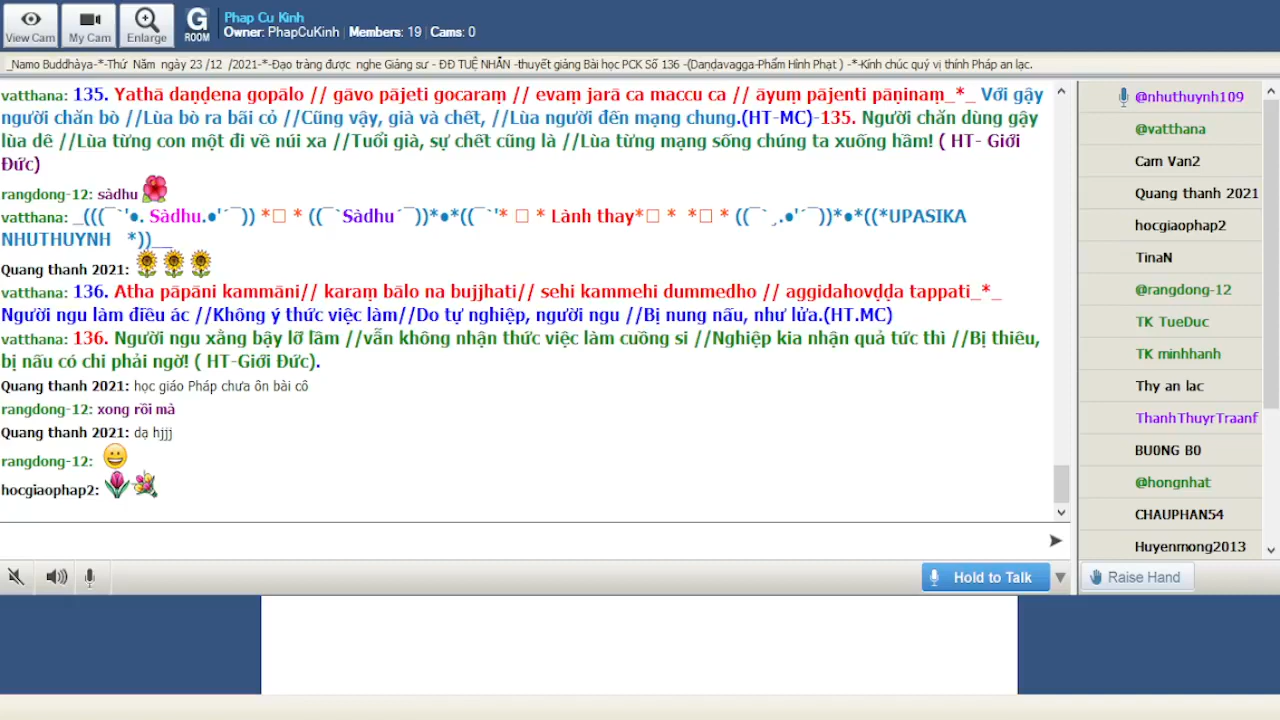 View Cam
My Cam
Enlarge
G
ROOM
Phap Cu Kinh
Owner: PhapCuKinh | Members: 19 | Cams: 0
_Namo Buddhàya-*-Thứ Năm ngày 23 /12 /2021-*-Đạo tràng được nghe Giảng sư - ĐĐ TUỆ NHẪN -thuyết giảng Bài học PCK Số 136 -(Daṇḍavagga-Phẩm Hình Phạt ) -*-Kính chúc quý vị thính Pháp an lạc.
vatthana: 135. Yathā daṇḍena gopālo // gāvo pājeti gocaraṃ // evaṃ jarā ca maccu ca // āyuṃ pājenti pāṇinaṃ_*_ Với gậy
người chăn bò //Lùa bò ra bãi cỏ //Cũng vậy, già và chết, //Lùa người đến mạng chung.(HT-MC)-135. Người chăn dùng gậy
lùa dê //Lùa từng con một đi về núi xa //Tuổi già, sự chết cũng là //Lùa từng mạng sống chúng ta xuống hầm! ( HT- Giới
Đức)
rangdong-12: sàdhu
vatthana: _(((¯`'●. Sàdhu.●'´¯)) *□ * ((¯`Sàdhu´¯))*●*((¯`'* □ * Lành thay*□ * *□ * ((¯`ˏ.●'´¯))*●*((*UPASIKA
NHUTHUYNH *))__
Quang thanh 2021:
vatthana: 136. Atha pāpāni kammāni// karaṃ bālo na bujjhati// sehi kammehi dummedho // aggidahovḍḍa tappati_*_
Người ngu làm điều ác //Không ý thức việc làm//Do tự nghiệp, người ngu //Bị nung nấu, như lửa.(HT.MC)
vatthana: 136. Người ngu xằng bậy lỡ lầm //vẫn không nhận thức việc làm cuồng si //Nghiệp kia nhận quả tức thì //Bị thiêu,
bị nấu có chi phải ngờ! ( HT-Giới Đức).
Quang thanh 2021: học giáo Pháp chưa ôn bài cô
rangdong-12: xong rồi mà
Quang thanh 2021: dạ hjjj
rangdong-12:
hocgiaophap2:
Hold to Talk
@nhuthuynh109
@vatthana
Cam Van2
Quang thanh 2021
hocgiaophap2
TinaN
@rangdong-12
TK TueDuc
TK minhhanh
Thy an lac
ThanhThuyrTraanf
BU0NG B0
@hongnhat
CHAUPHAN54
Huyenmong2013
Raise Hand